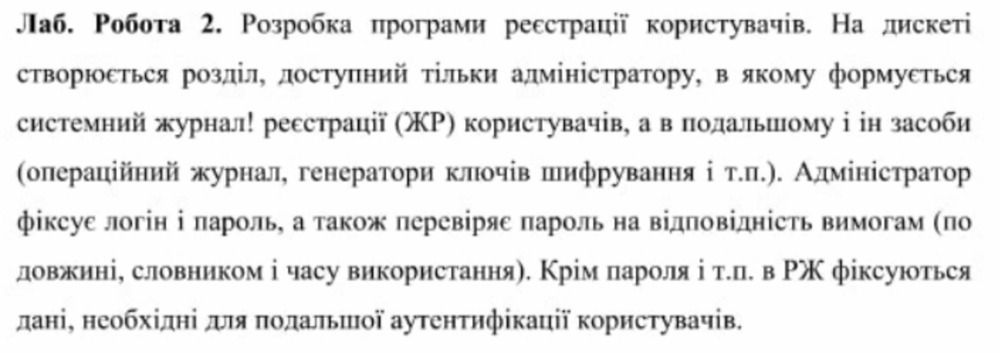 Лаб. Робота 2. Розробка програми реєстрації користувачів. На дискеті
створюється розділ, доступний тільки адміністратору, в якому формується
системний журнал! реєстрації (ЖР) користувачів, а в подальшому і ін засоби
(операційний журнал, генератори ключів шифрування і т.п.). Адміністратор
фіксує логін і пароль, а також перевіряє пароль на відповідність вимогам (по
довжині, словником і часу використання). Крім пароля і т.п. в РЖ фіксуються
дані, необхідні для подальшої аутентифікації користувачів.